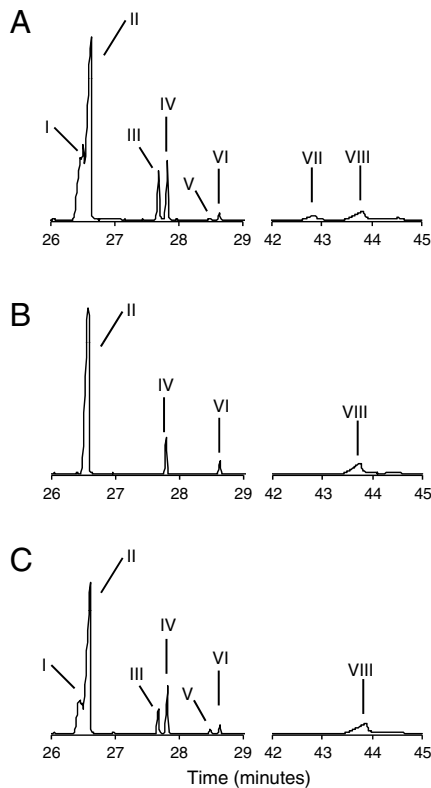 A
II
I
IV
III
VI
V
VII
VIII
26 27 28 29 42 43 44 45
B
II
IV
VI
VIII
26 27 28 29 42 43 44 45
C
II
IV
I
III
VI
VIII
V
26 27 28 29 42 43 44 45
Time (minutes)